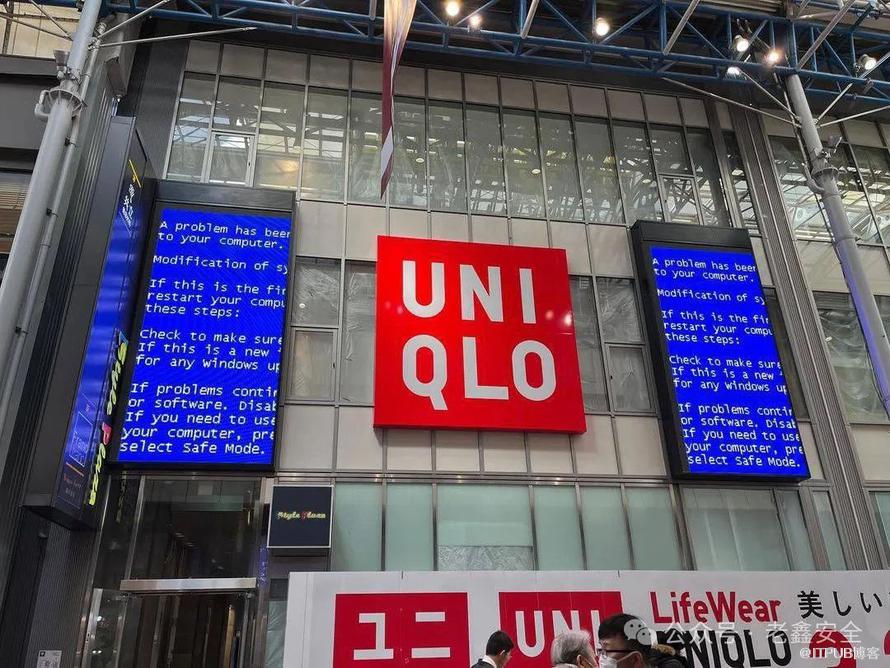 A problem has been
to your computer.
Modification of sy
If this is the fir
restart your compu
these steps:
Check to make sure
If this is a new
for any windows up
If problems contin
or software. Disab
If you need to use
your computer, pre
select Safe Mode.
UNI
QLO
A problem has been
to your computer.
Modification of sy
If this is the fir
restart your compu
these steps:
Check to make sure
If this is a new
for any windows up
If problems contin
or software. Disab
If you need to use
your computer, pre
select Safe Mode.
Style Plaza
Style Plaza
ユニ
UNI
LifeWear
美しい
UNIQLO
公众号 · 老鑫安全
@ITPUB博客